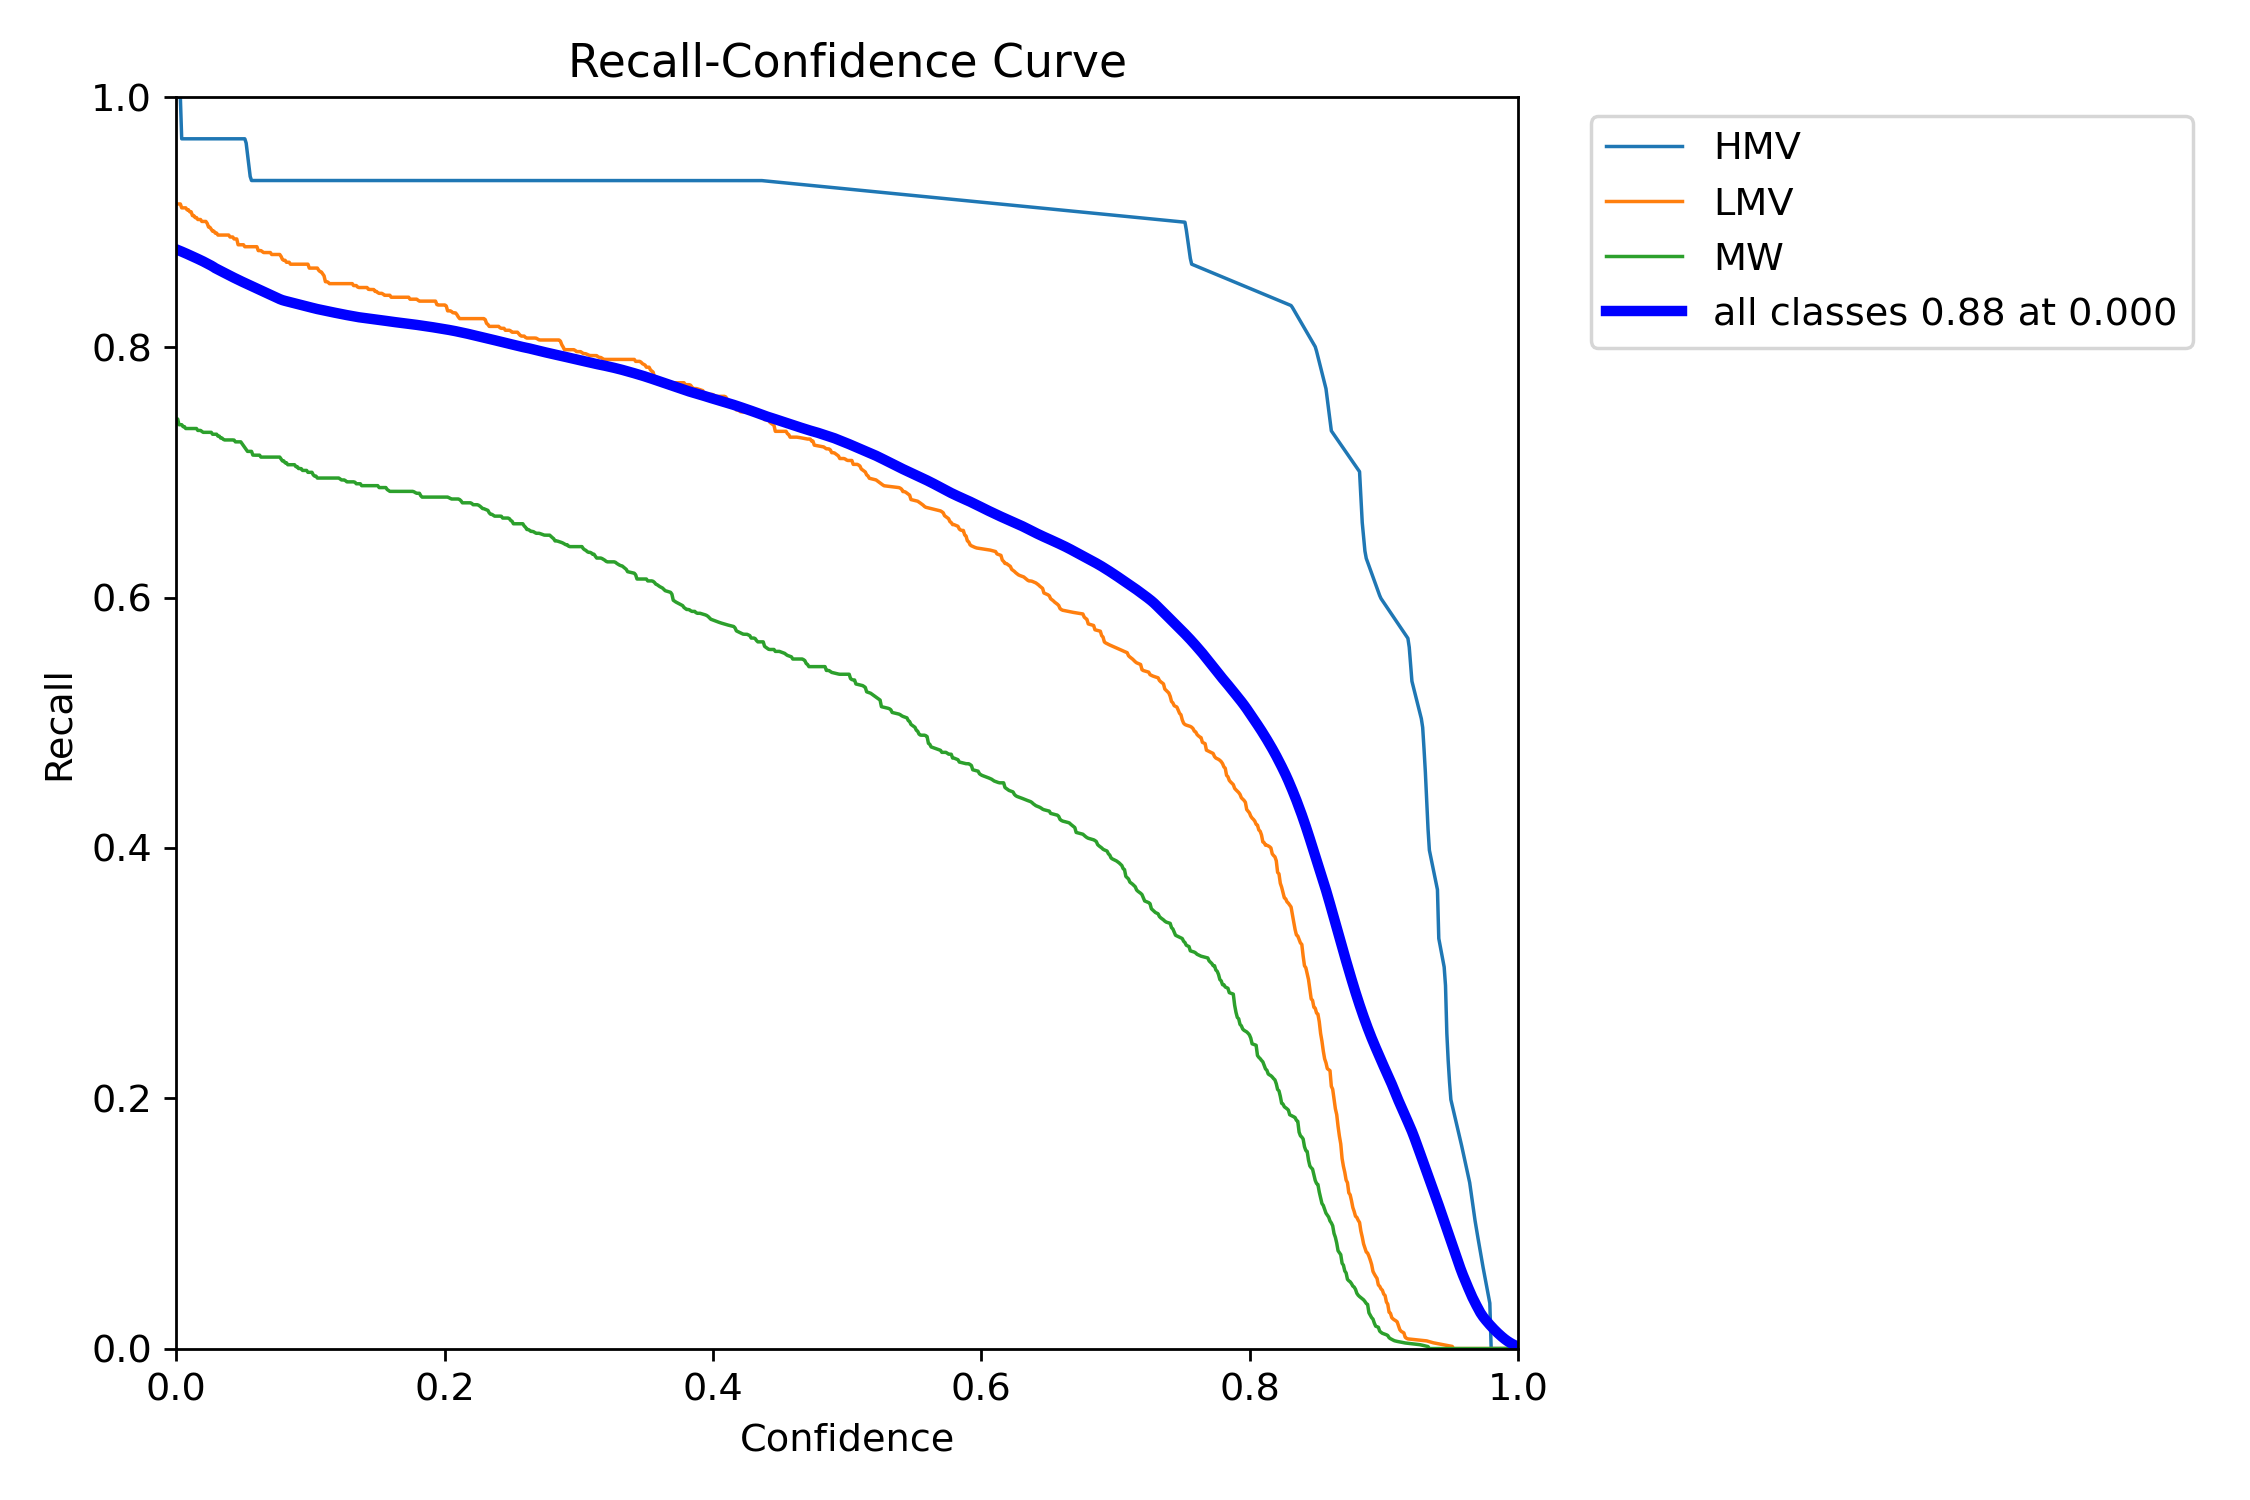 Recall-Confidence Curve
1.0
0.8
0.6
0.4
0.2
0.0
Recall
0.0 0.2 0.4 0.6 0.8 1.0
Confidence
HMV
LMV
MW
all classes 0.88 at 0.000